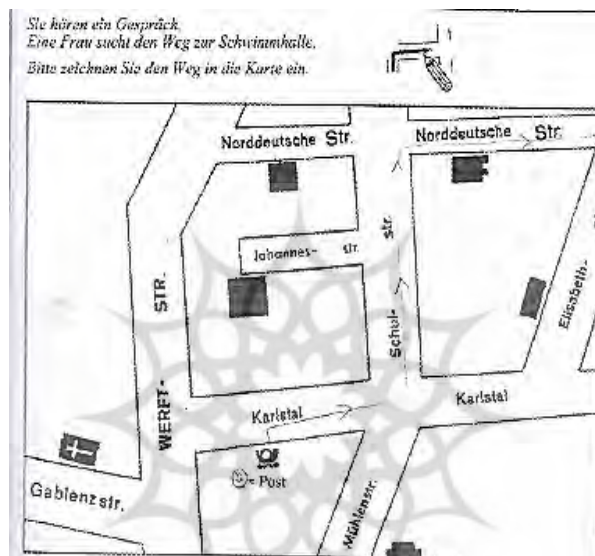 Sie hören ein Gespräch.
Eine Frau sucht den Weg zur Schwimmhalle.
Bitte zeichnen Sie den Weg in die Karte ein.
Norddeutsche Str.
Norddeutsche Str.
Johannes- str.
Schul- str.
Elisabeth-
WERFT- STR.
Karlstal
Karlstal
Post
Gablenzstr.
Mühlenstr.